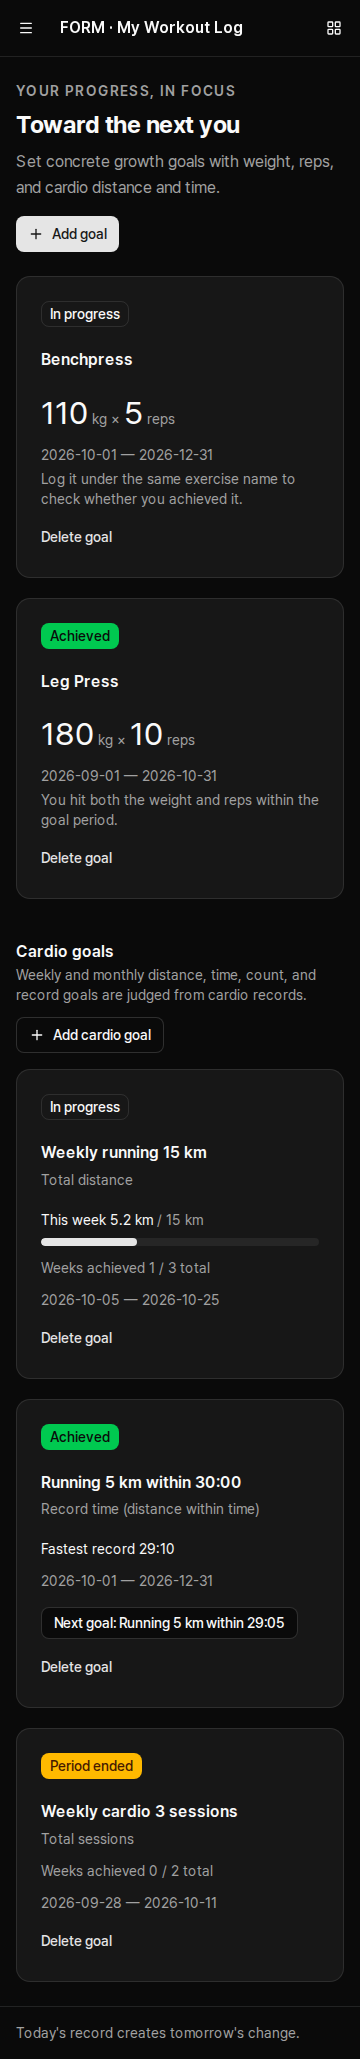 FORM · My Workout Log
YOUR PROGRESS, IN FOCUS
Toward the next you
Set concrete growth goals with weight, reps,
and cardio distance and time.
Add goal
In progress
Benchpress
110 kg × 5 reps
2026-10-01 — 2026-12-31
Log it under the same exercise name to
check whether you achieved it.
Delete goal
Achieved
Leg Press
180 kg × 10 reps
2026-09-01 — 2026-10-31
You hit both the weight and reps within the
goal period.
Delete goal
Cardio goals
Weekly and monthly distance, time, count, and
record goals are judged from cardio records.
Add cardio goal
In progress
Weekly running 15 km
Total distance
This week 5.2 km / 15 km
Weeks achieved 1 / 3 total
2026-10-05 — 2026-10-25
Delete goal
Achieved
Running 5 km within 30:00
Record time (distance within time)
Fastest record 29:10
2026-10-01 — 2026-12-31
Next goal: Running 5 km within 29:05
Delete goal
Period ended
Weekly cardio 3 sessions
Total sessions
Weeks achieved 0 / 2 total
2026-09-28 — 2026-10-11
Delete goal
Today's record creates tomorrow's change.